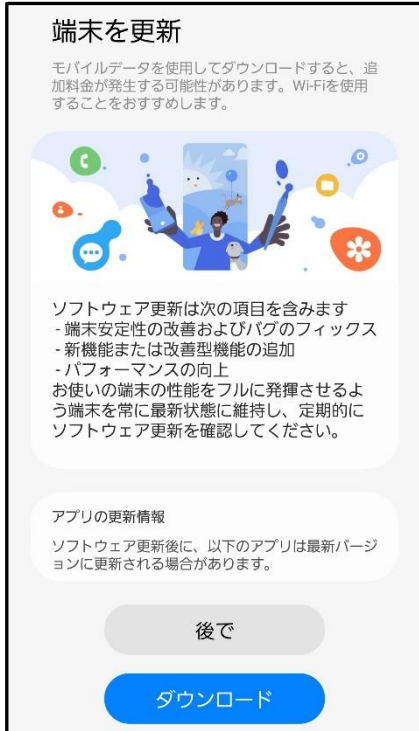 端末を更新
モバイルデータを使用してダウンロードすると、追
加料金が発生する可能性があります。Wi-Fiを使用
することをおすすめします。
ソフトウェア更新は次の項目を含みます
- 端末安定性の改善およびバグのフィックス
- 新機能または改善型機能の追加
- パフォーマンスの向上
お使いの端末の性能をフルに発揮させるよ
う端末を常に最新状態に維持し、定期的に
ソフトウェア更新を確認してください。
アプリの更新情報
ソフトウェア更新後に、以下のアプリは最新バージ
ョンに更新される場合があります。
後で
ダウンロード